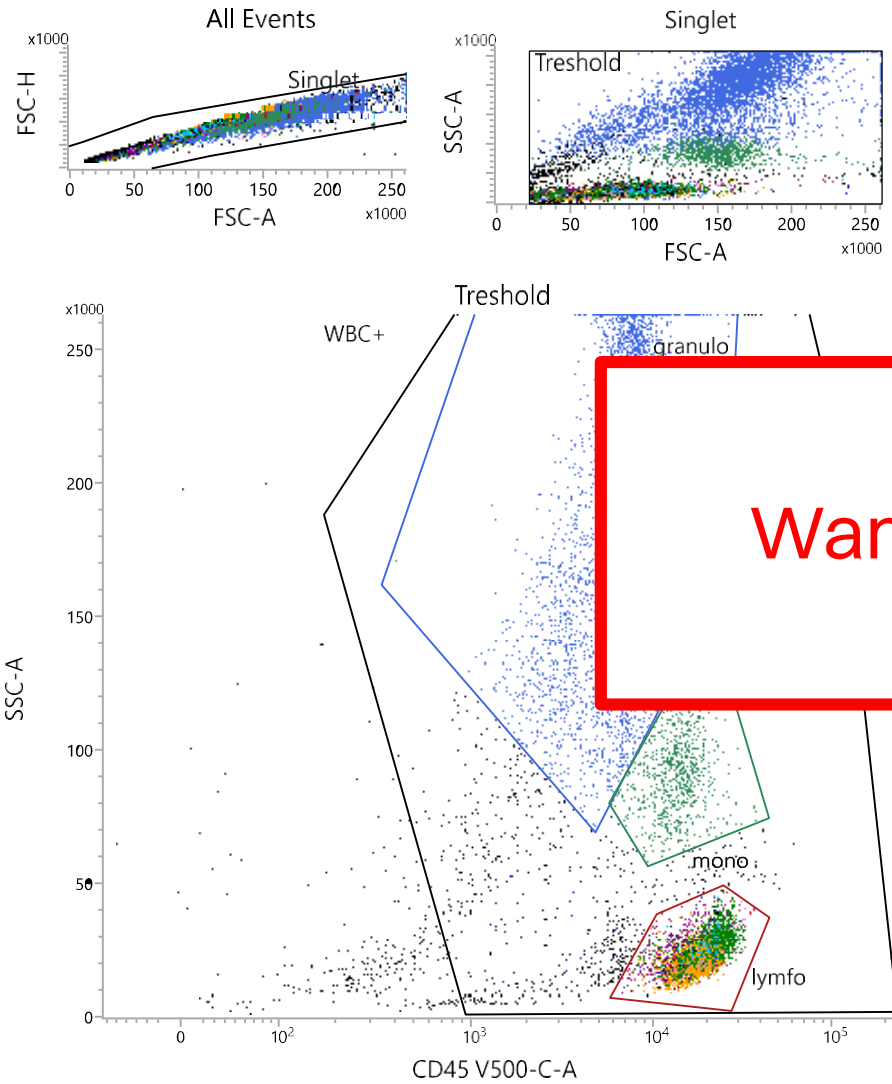 All Events
x1000
FSC-H
Singlet
0 50 100 150 200 250
FSC-A
x1000
Singlet
x1000
SSC-A
Treshold
0 50 100 150 200 250
FSC-A
x1000
Treshold
x1000
WBC+
granulo
250
200
150
100
50
0
SSC-A
mono
lymfo
0 10² 10³ 10⁴ 10⁵
CD45 V500-C-A